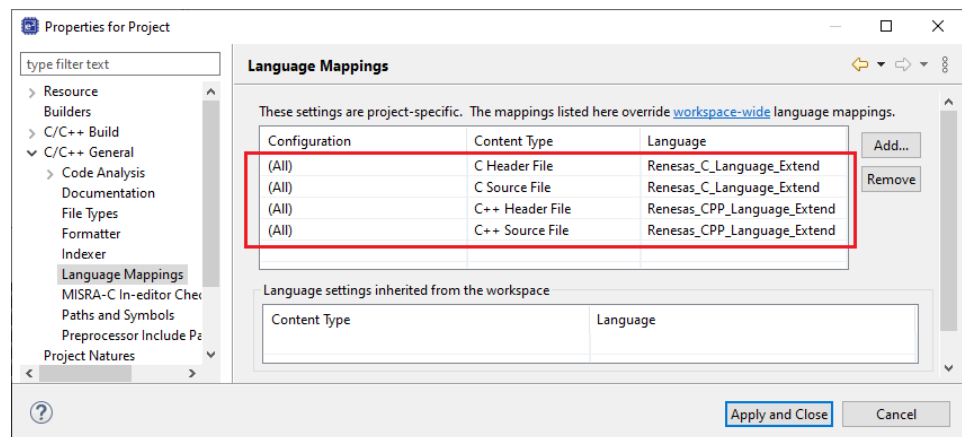 Properties for Project
type filter text
Resource
Builders
C/C++ Build
C/C++ General
Code Analysis
Documentation
File Types
Formatter
Indexer
Language Mappings
MISRA-C In-editor Chec
Paths and Symbols
Preprocessor Include Pa
Project Natures
Language Mappings
These settings are project-specific. The mappings listed here override workspace-wide language mappings.
Configuration Content Type Language
(All) C Header File Renesas_C_Language_Extend
(All) C Source File Renesas_C_Language_Extend
(All) C++ Header File Renesas_CPP_Language_Extend
(All) C++ Source File Renesas_CPP_Language_Extend
Add...
Remove
Language settings inherited from the workspace
Content Type Language
Apply and Close Cancel